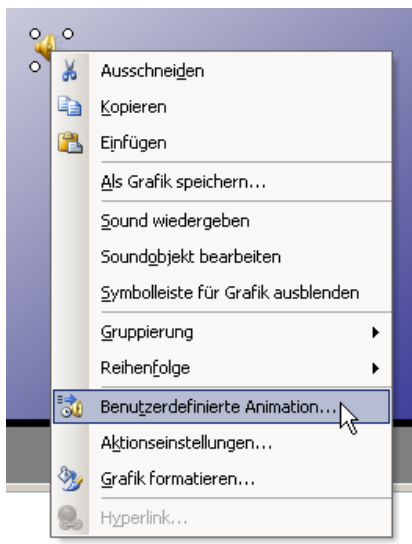 Ausschneiden
Kopieren
Einfügen
Als Grafik speichern...
Sound wiedergeben
Soundobjekt bearbeiten
Symbolleiste für Grafik ausblenden
Gruppierung
Reihenfolge
Benutzerdefinierte Animation...
Aktionseinstellungen...
Grafik formatieren...
Hyperlink...